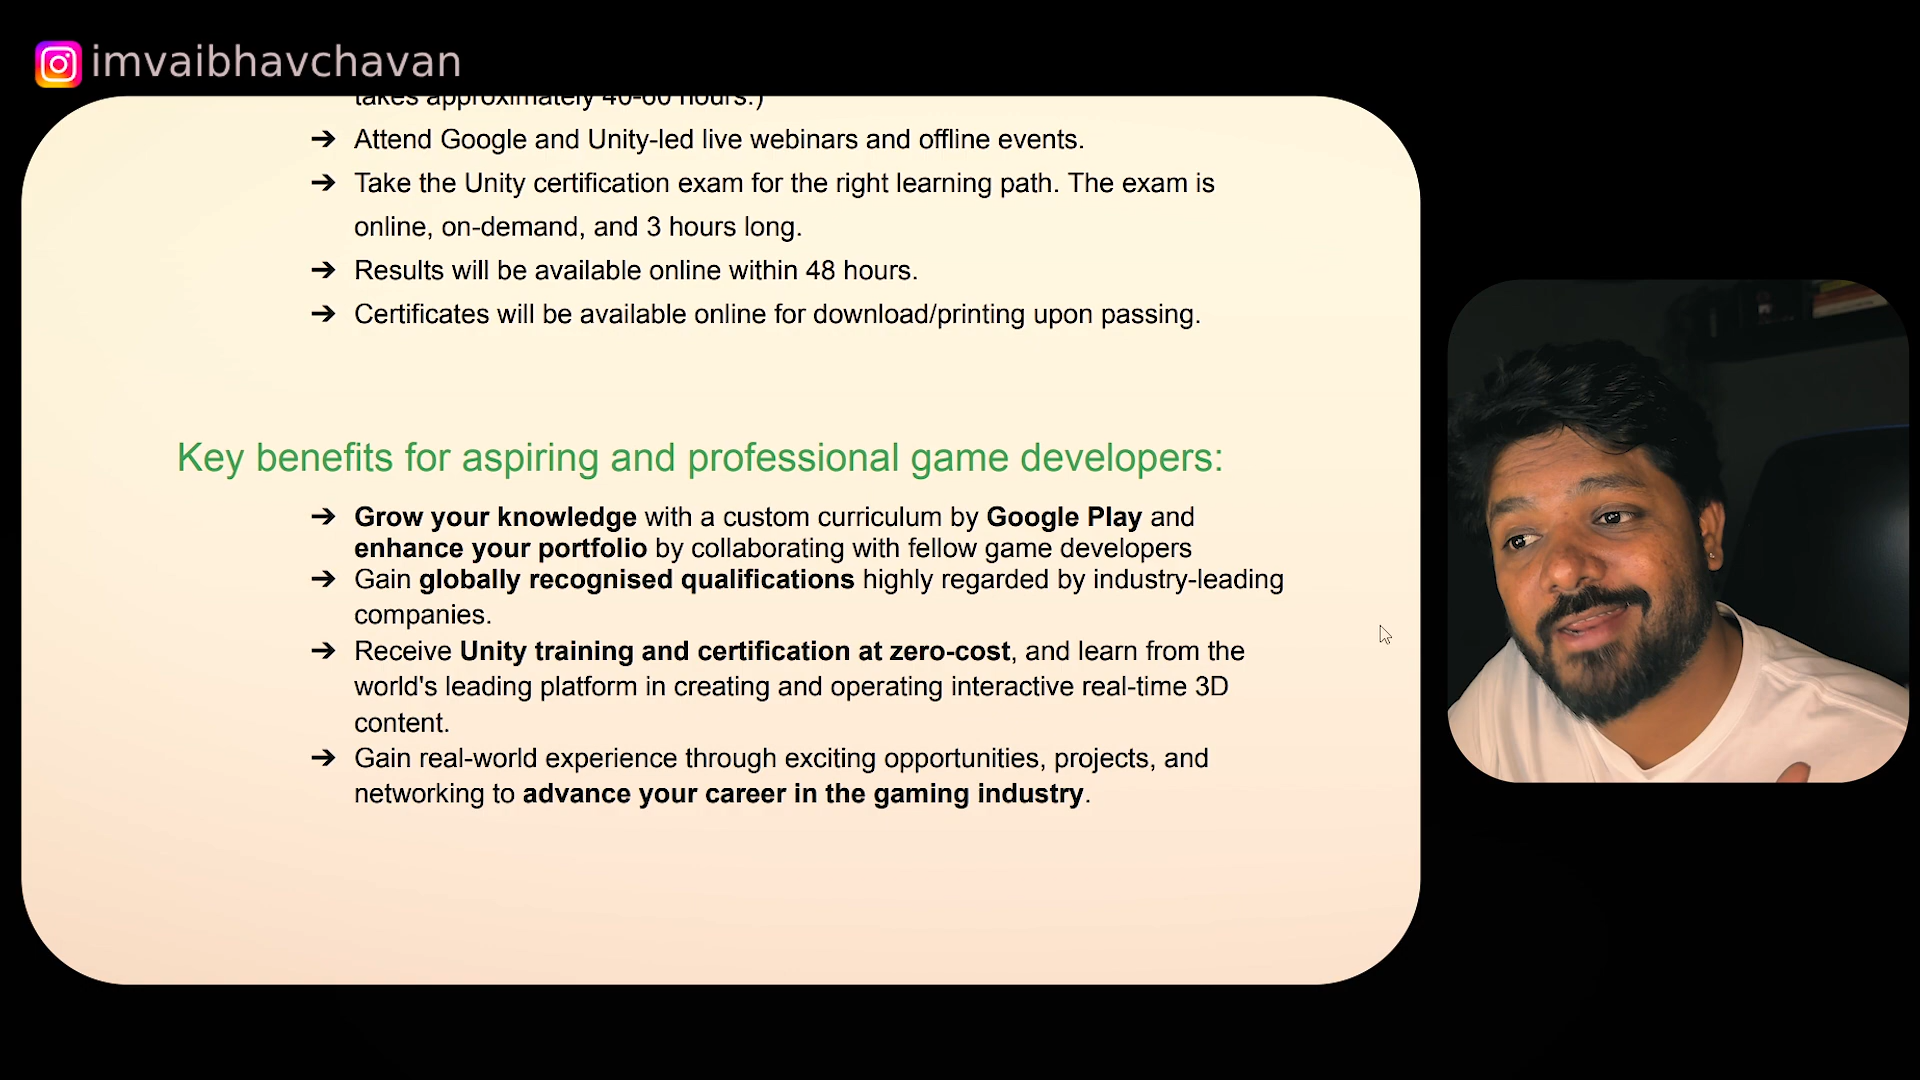 imvaibhavchavan
takes approximately 40-60 hours.)
➔ Attend Google and Unity-led live webinars and offline events.
➔ Take the Unity certification exam for the right learning path. The exam is
online, on-demand, and 3 hours long.
➔ Results will be available online within 48 hours.
➔ Certificates will be available online for download/printing upon passing.
Key benefits for aspiring and professional game developers:
➔ Grow your knowledge with a custom curriculum by Google Play and
enhance your portfolio by collaborating with fellow game developers
➔ Gain globally recognised qualifications highly regarded by industry-leading
companies.
➔ Receive Unity training and certification at zero-cost, and learn from the
world's leading platform in creating and operating interactive real-time 3D
content.
➔ Gain real-world experience through exciting opportunities, projects, and
networking to advance your career in the gaming industry.